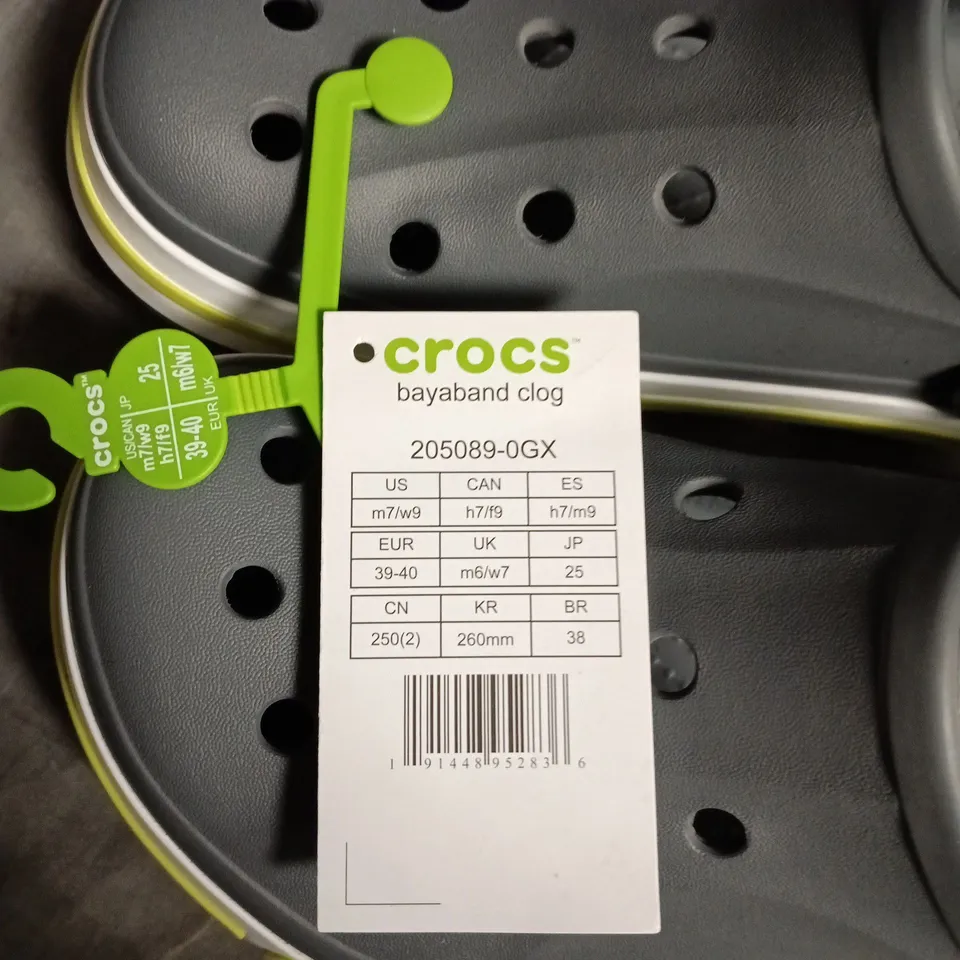 crocs™
bayaband clog
205089-0GX
US CAN ES
m7/w9 h7/f9 h7/m9
EUR UK JP
39-40 m6/w7 25
CN KR BR
250(2) 260mm 38
1 91448 95283 6
crocs™
US/CAN JP
m7/w9 25
h7/f9
39-40 m6/w7
EUR UK